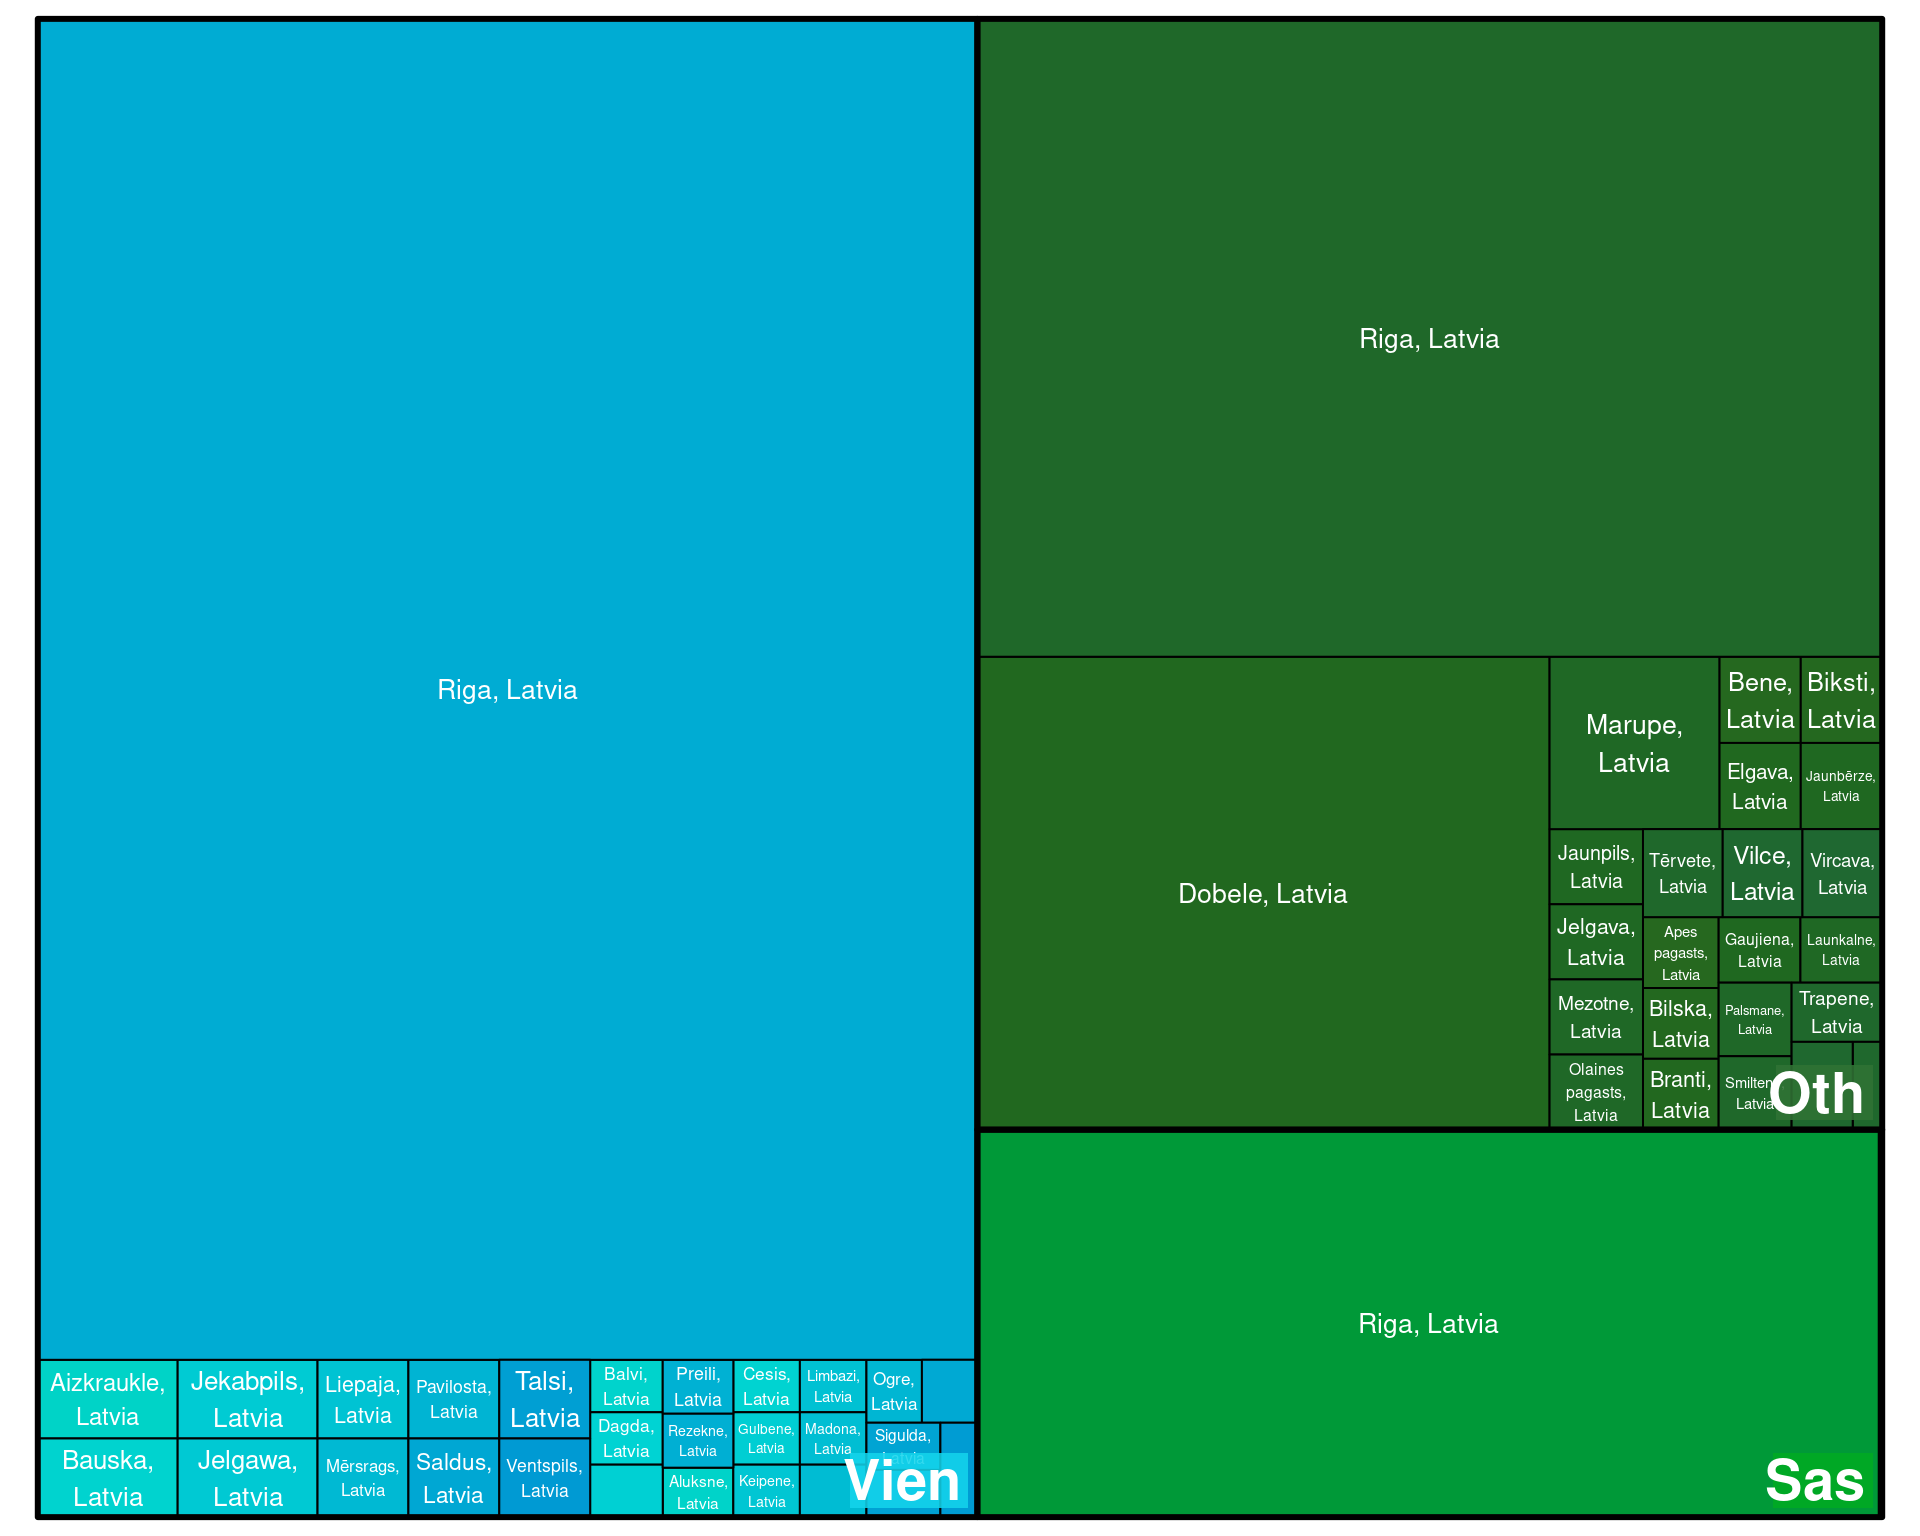 Riga, Latvia
Aizkraukle,
Latvia
Jekabpils,
Latvia
Liepaja,
Latvia
Pavilosta,
Latvia
Talsi,
Latvia
Balvi,
Latvia
Preili,
Latvia
Cesis,
Latvia
Limbazi,
Latvia
Ogre,
Latvia
Dagda,
Latvia
Rezekne,
Latvia
Gulbene,
Latvia
Madona,
Latvia
Sigulda,
Latvia
Bauska,
Latvia
Jelgawa,
Latvia
Mērsrags,
Latvia
Saldus,
Latvia
Ventspils,
Latvia
Aluksne,
Latvia
Keipene,
Latvia
Vien
Riga, Latvia
Dobele, Latvia
Marupe,
Latvia
Bene,
Latvia
Biksti,
Latvia
Elgava,
Latvia
Jaunbērze,
Latvia
Jaunpils,
Latvia
Tērvete,
Latvia
Vilce,
Latvia
Vircava,
Latvia
Jelgava,
Latvia
Apes
pagasts,
Latvia
Gaujiena,
Latvia
Launkalne,
Latvia
Mezotne,
Latvia
Bilska,
Latvia
Palsmane,
Latvia
Trapene,
Latvia
Olaines
pagasts,
Latvia
Branti,
Latvia
Smilten
Latvia
Oth
Riga, Latvia
Sas